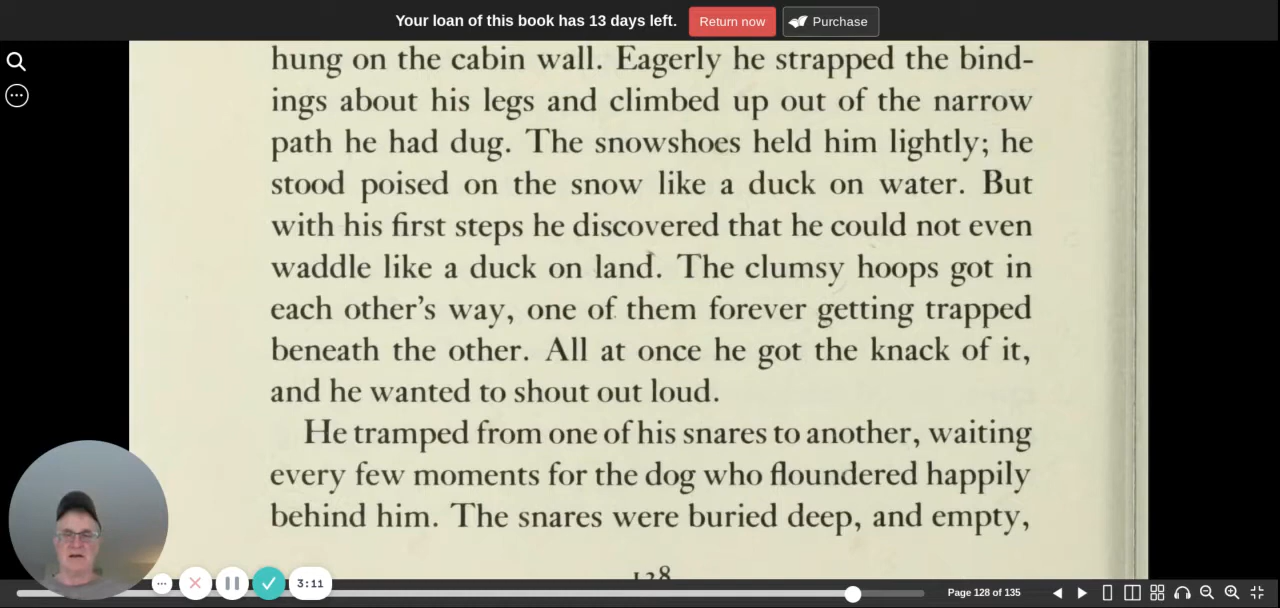 Your loan of this book has 13 days left. Return now Purchase
hung on the cabin wall. Eagerly he strapped the bind-
ings about his legs and climbed up out of the narrow
path he had dug. The snowshoes held him lightly; he
stood poised on the snow like a duck on water. But
with his first steps he discovered that he could not even
waddle like a duck on land. The clumsy hoops got in
each other's way, one of them forever getting trapped
beneath the other. All at once he got the knack of it,
and he wanted to shout out loud.
He tramped from one of his snares to another, waiting
every few moments for the dog who floundered happily
behind him. The snares were buried deep, and empty,
128
3:11
Page 128 of 135